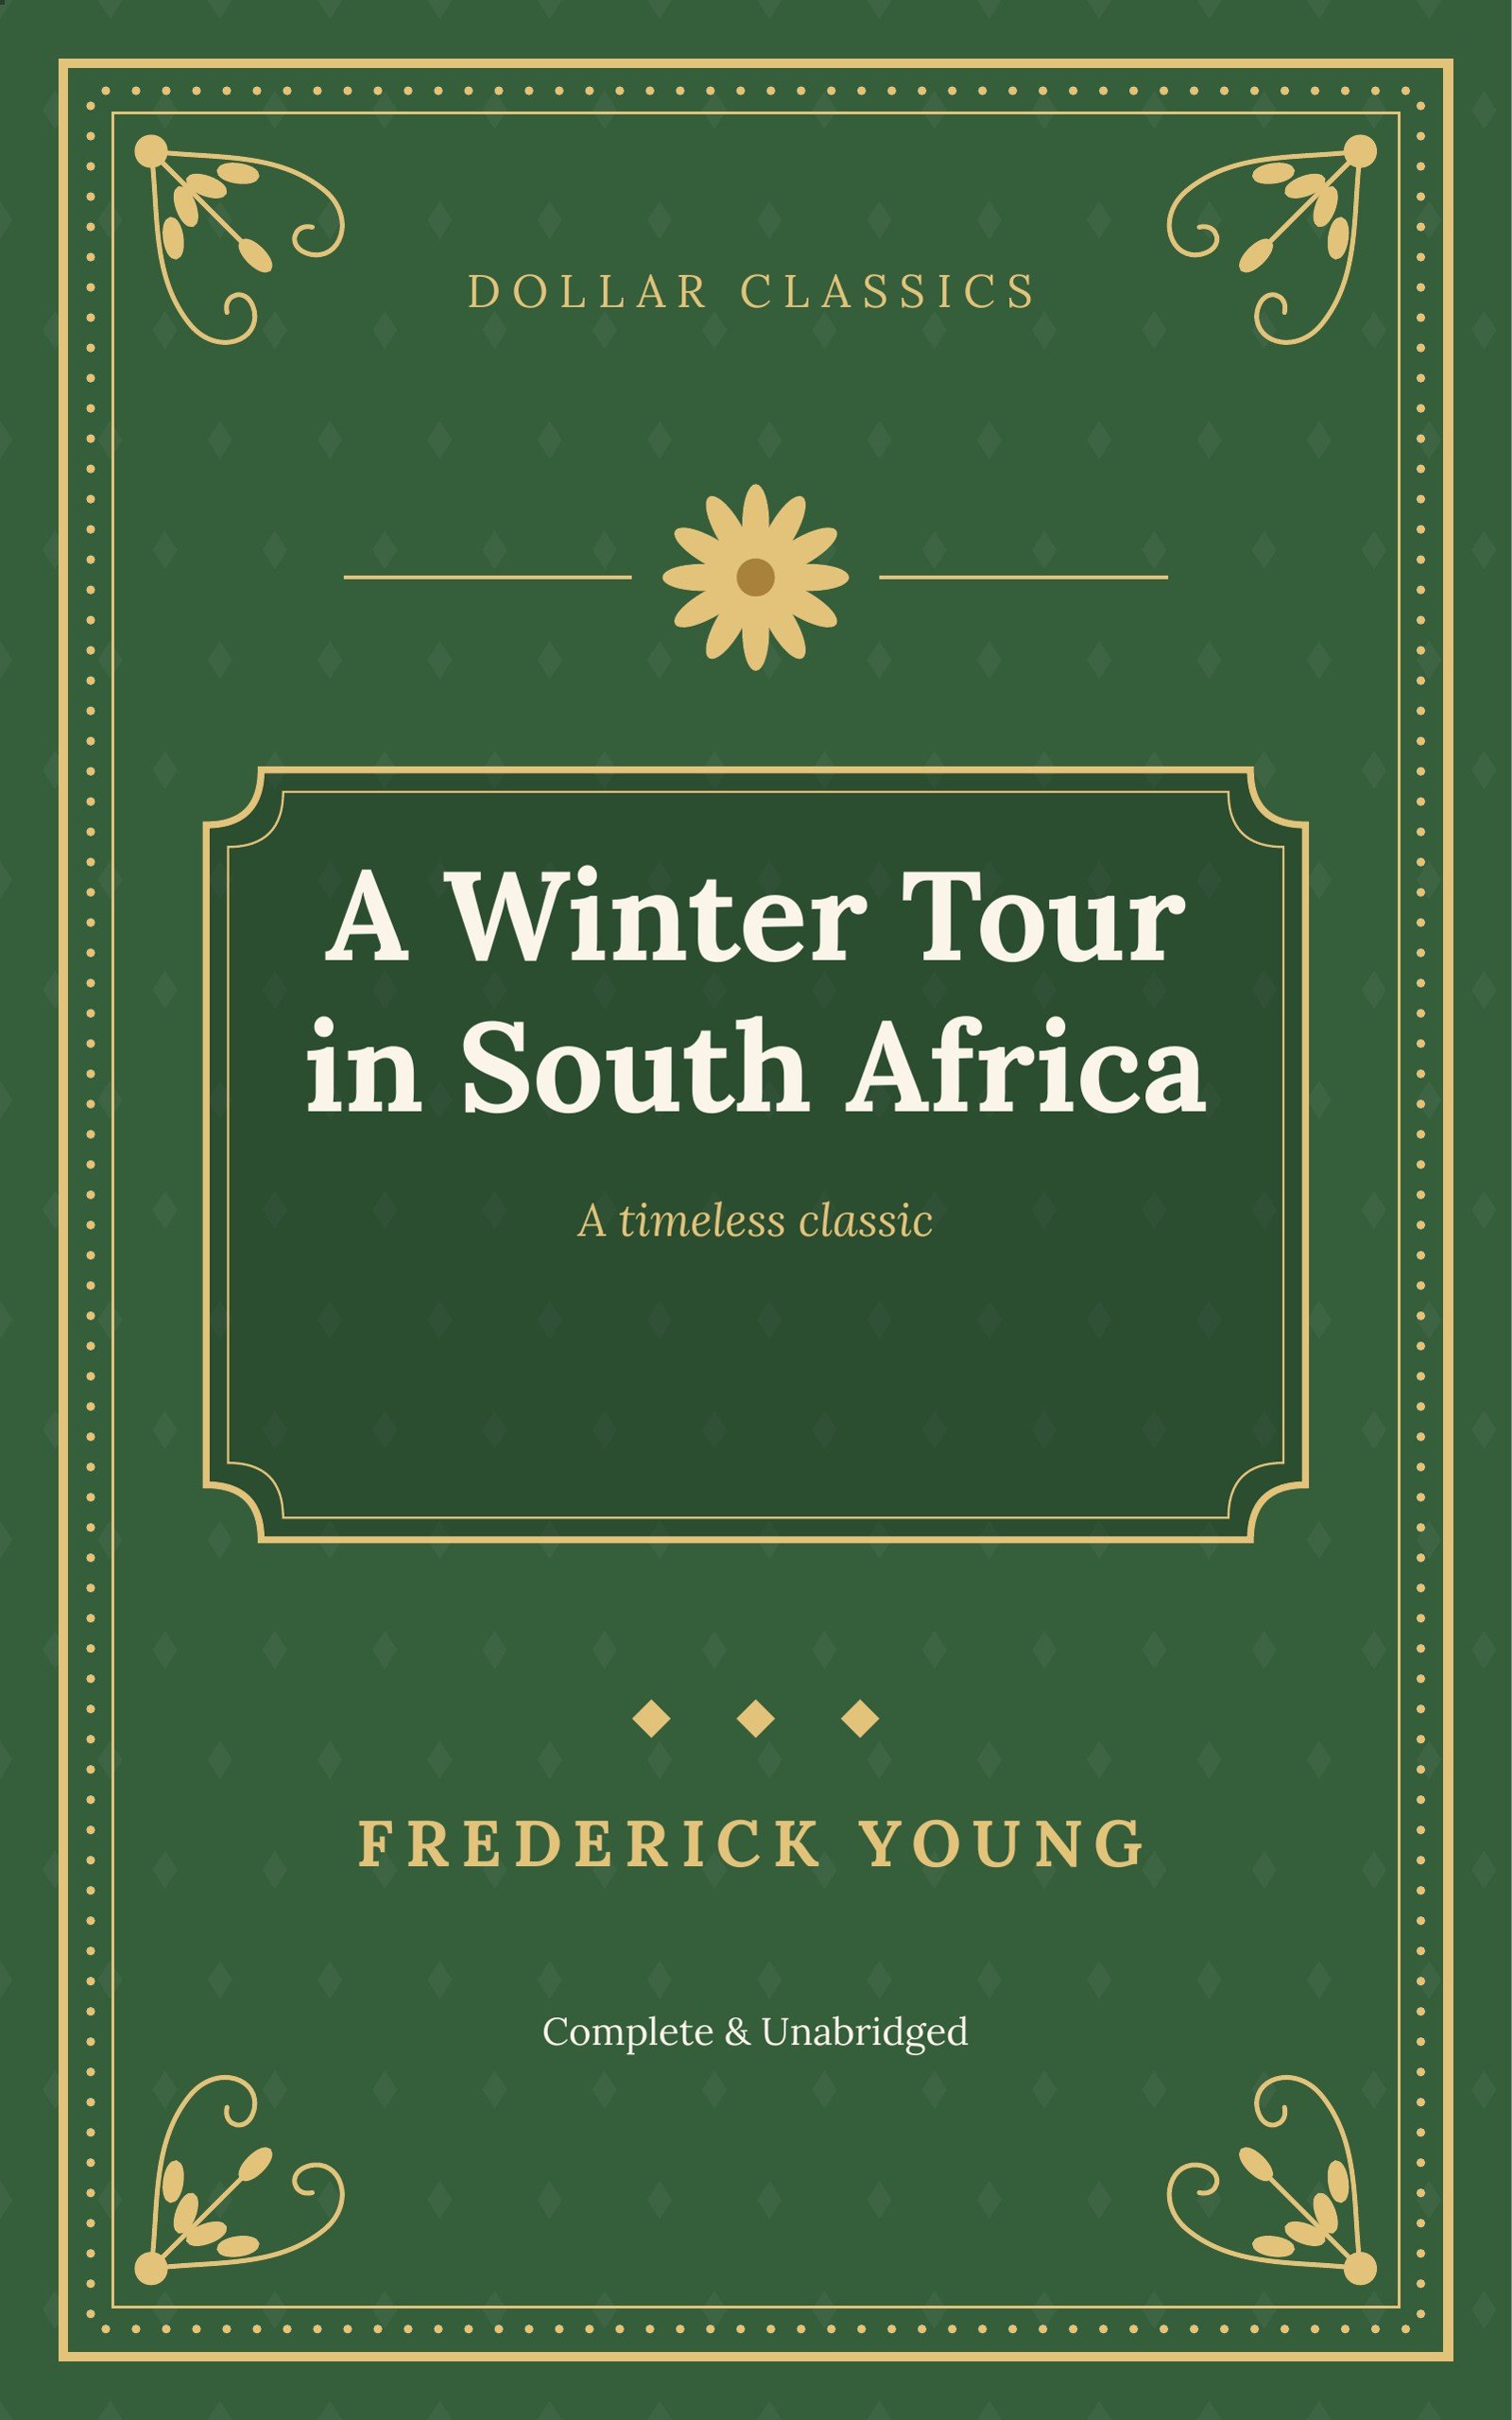 DOLLAR CLASSICS
A Winter Tour
in South Africa
A timeless classic
FREDERICK YOUNG
Complete & Unabridged